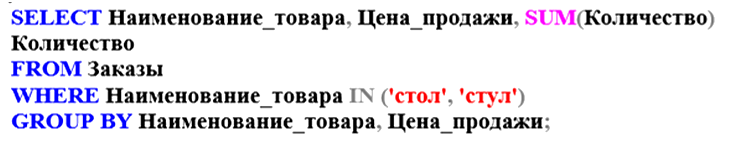 SELECT Наименование_товара, Цена_продажи, SUM(Количество)
Количество
FROM Заказы
WHERE Наименование_товара IN ('стол', 'стул')
GROUP BY Наименование_товара, Цена_продажи;